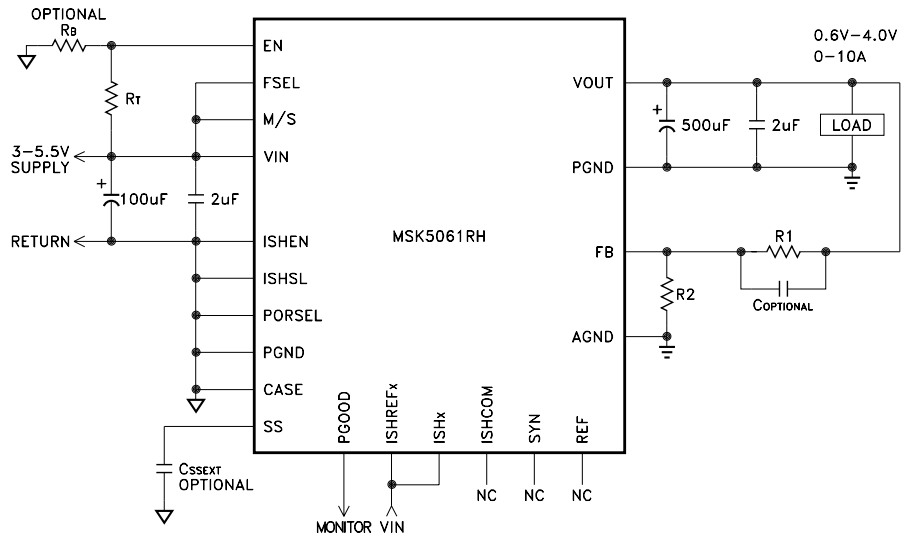 OPTIONAL
RB
EN
0.6V-4.0V
0-10A
FSEL
VOUT
RT
M/S
500uF
2uF
LOAD
3-5.5V
SUPPLY
VIN
PGND
100uF
2uF
MSK5061RH
RETURN
ISHEN
FB
R1
ISHSL
R2
COPTIONAL
PORSEL
AGND
PGND
CASE
SS
PGOOD
ISHREFx
ISHx
ISHCOM
SYN
REF
CSSEXT
OPTIONAL
NC
NC
NC
MONITOR
VIN